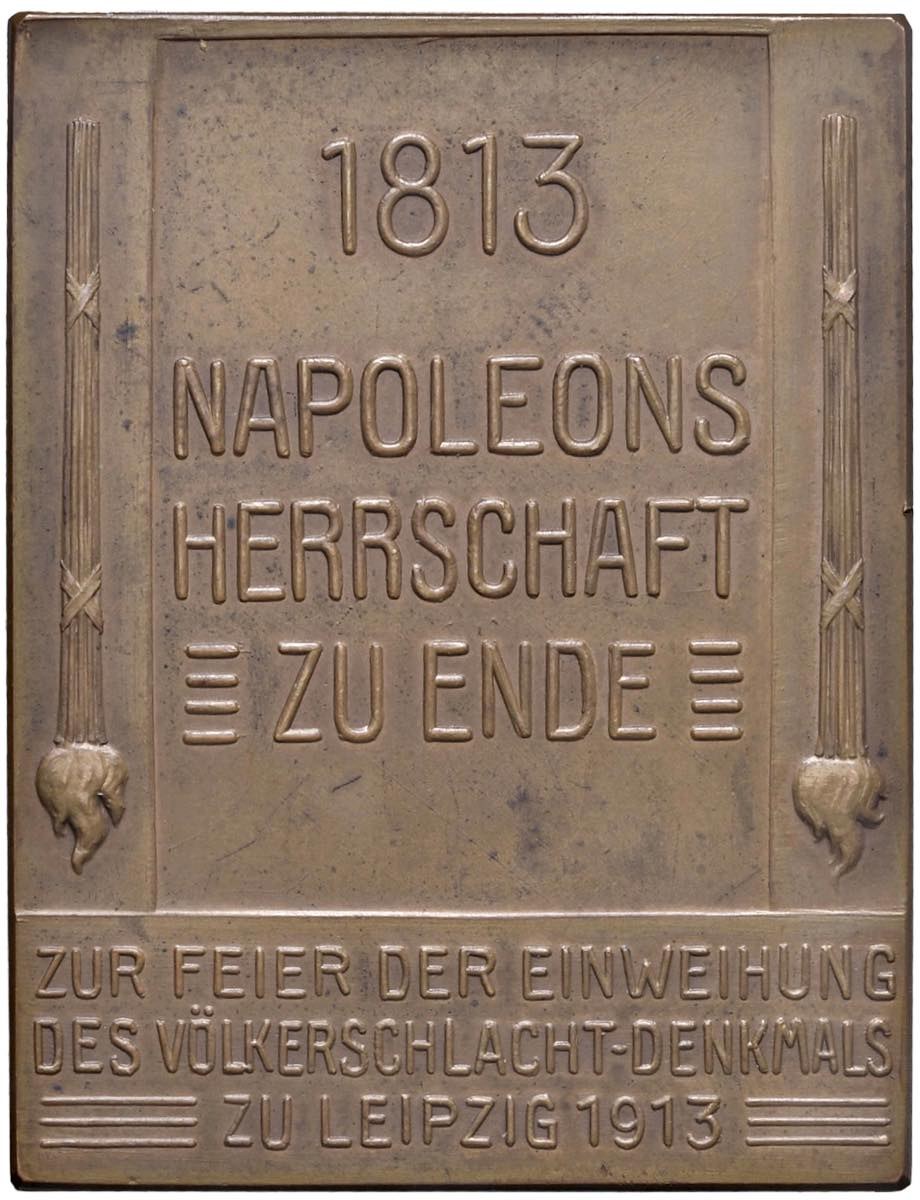 1813
NAPOLEONS
HERRSCHAFT
ZU ENDE
ZUR FEIER DER EINWEIHUNG
DES VÖLKERSCHLACHT-DENKMALS
ZU LEIPZIG 1913